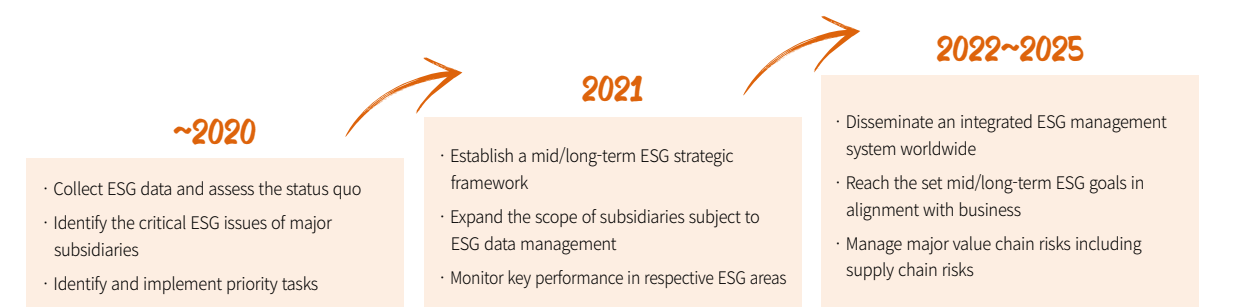 ~2020
· Collect ESG data and assess the status quo
· Identify the critical ESG issues of major
subsidiaries
· Identify and implement priority tasks
2021
· Establish a mid/long-term ESG strategic
framework
· Expand the scope of subsidiaries subject to
ESG data management
· Monitor key performance in respective ESG areas
2022~2025
· Disseminate an integrated ESG management
system worldwide
· Reach the set mid/long-term ESG goals in
alignment with business
· Manage major value chain risks including
supply chain risks